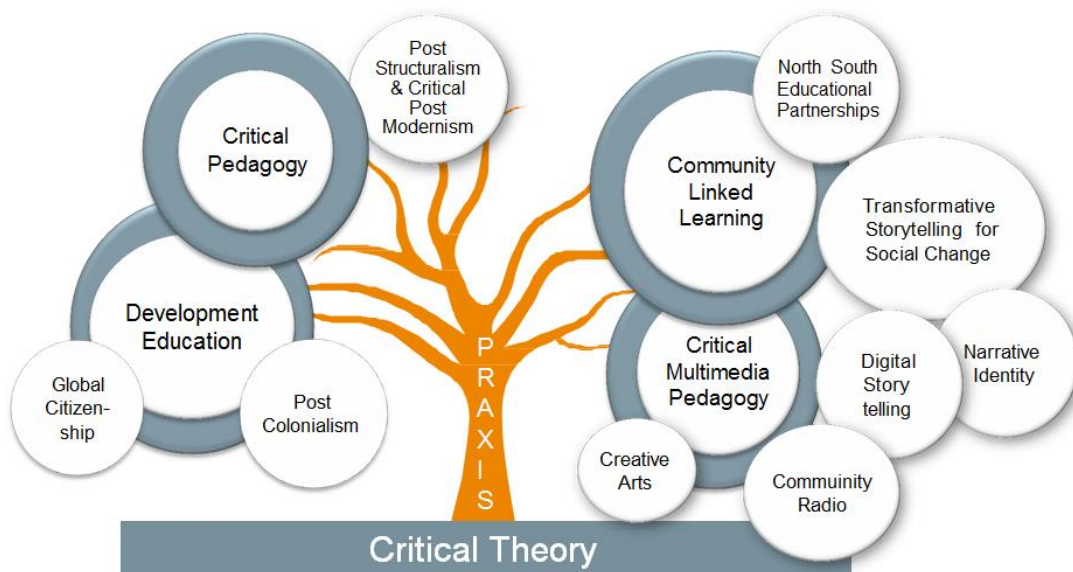 Post
Structuralism
& Critical
Post
Modernism
Critical
Pedagogy
Development
Education
Global
Citizen-
ship
Post
Colonialism
PRAXIS
North South
Educational
Partnerships
Community
Linked
Learning
Transformative
Storytelling for
Social Change
Critical
Multimedia
Pedagogy
Digital
Story
telling
Narrative
Identity
Creative
Arts
Commuinity
Radio
Critical Theory